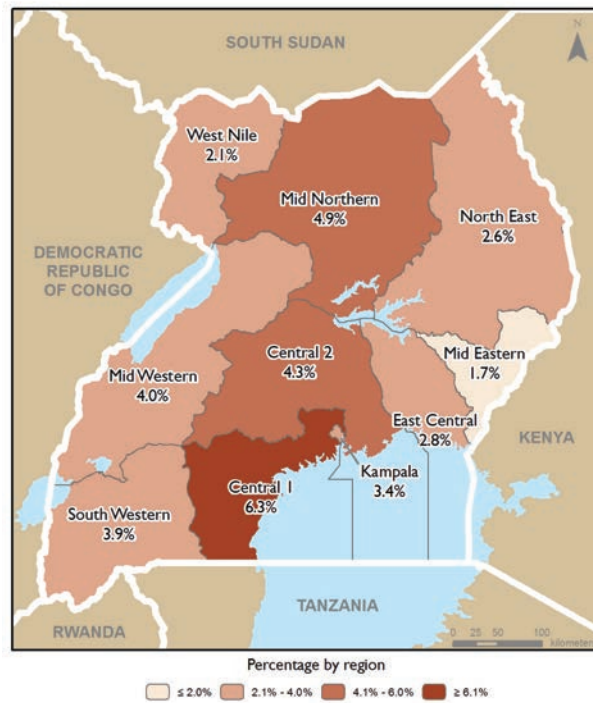 SOUTH SUDAN
N
West Nile
2.1%
Mid Northern
4.9%
North East
2.6%
DEMOCRATIC
REPUBLIC
OF CONGO
Central 2
4.3%
Mid Eastern
1.7%
Mid Western
4.0%
East Central
2.8%
KENYA
Kampala
3.4%
Central 1
6.3%
South Western
3.9%
TANZANIA
RWANDA
0 25 50 100
kilometers
Percentage by region
≤ 2.0% 2.1% - 4.0% 4.1% - 6.0% ≥ 6.1%